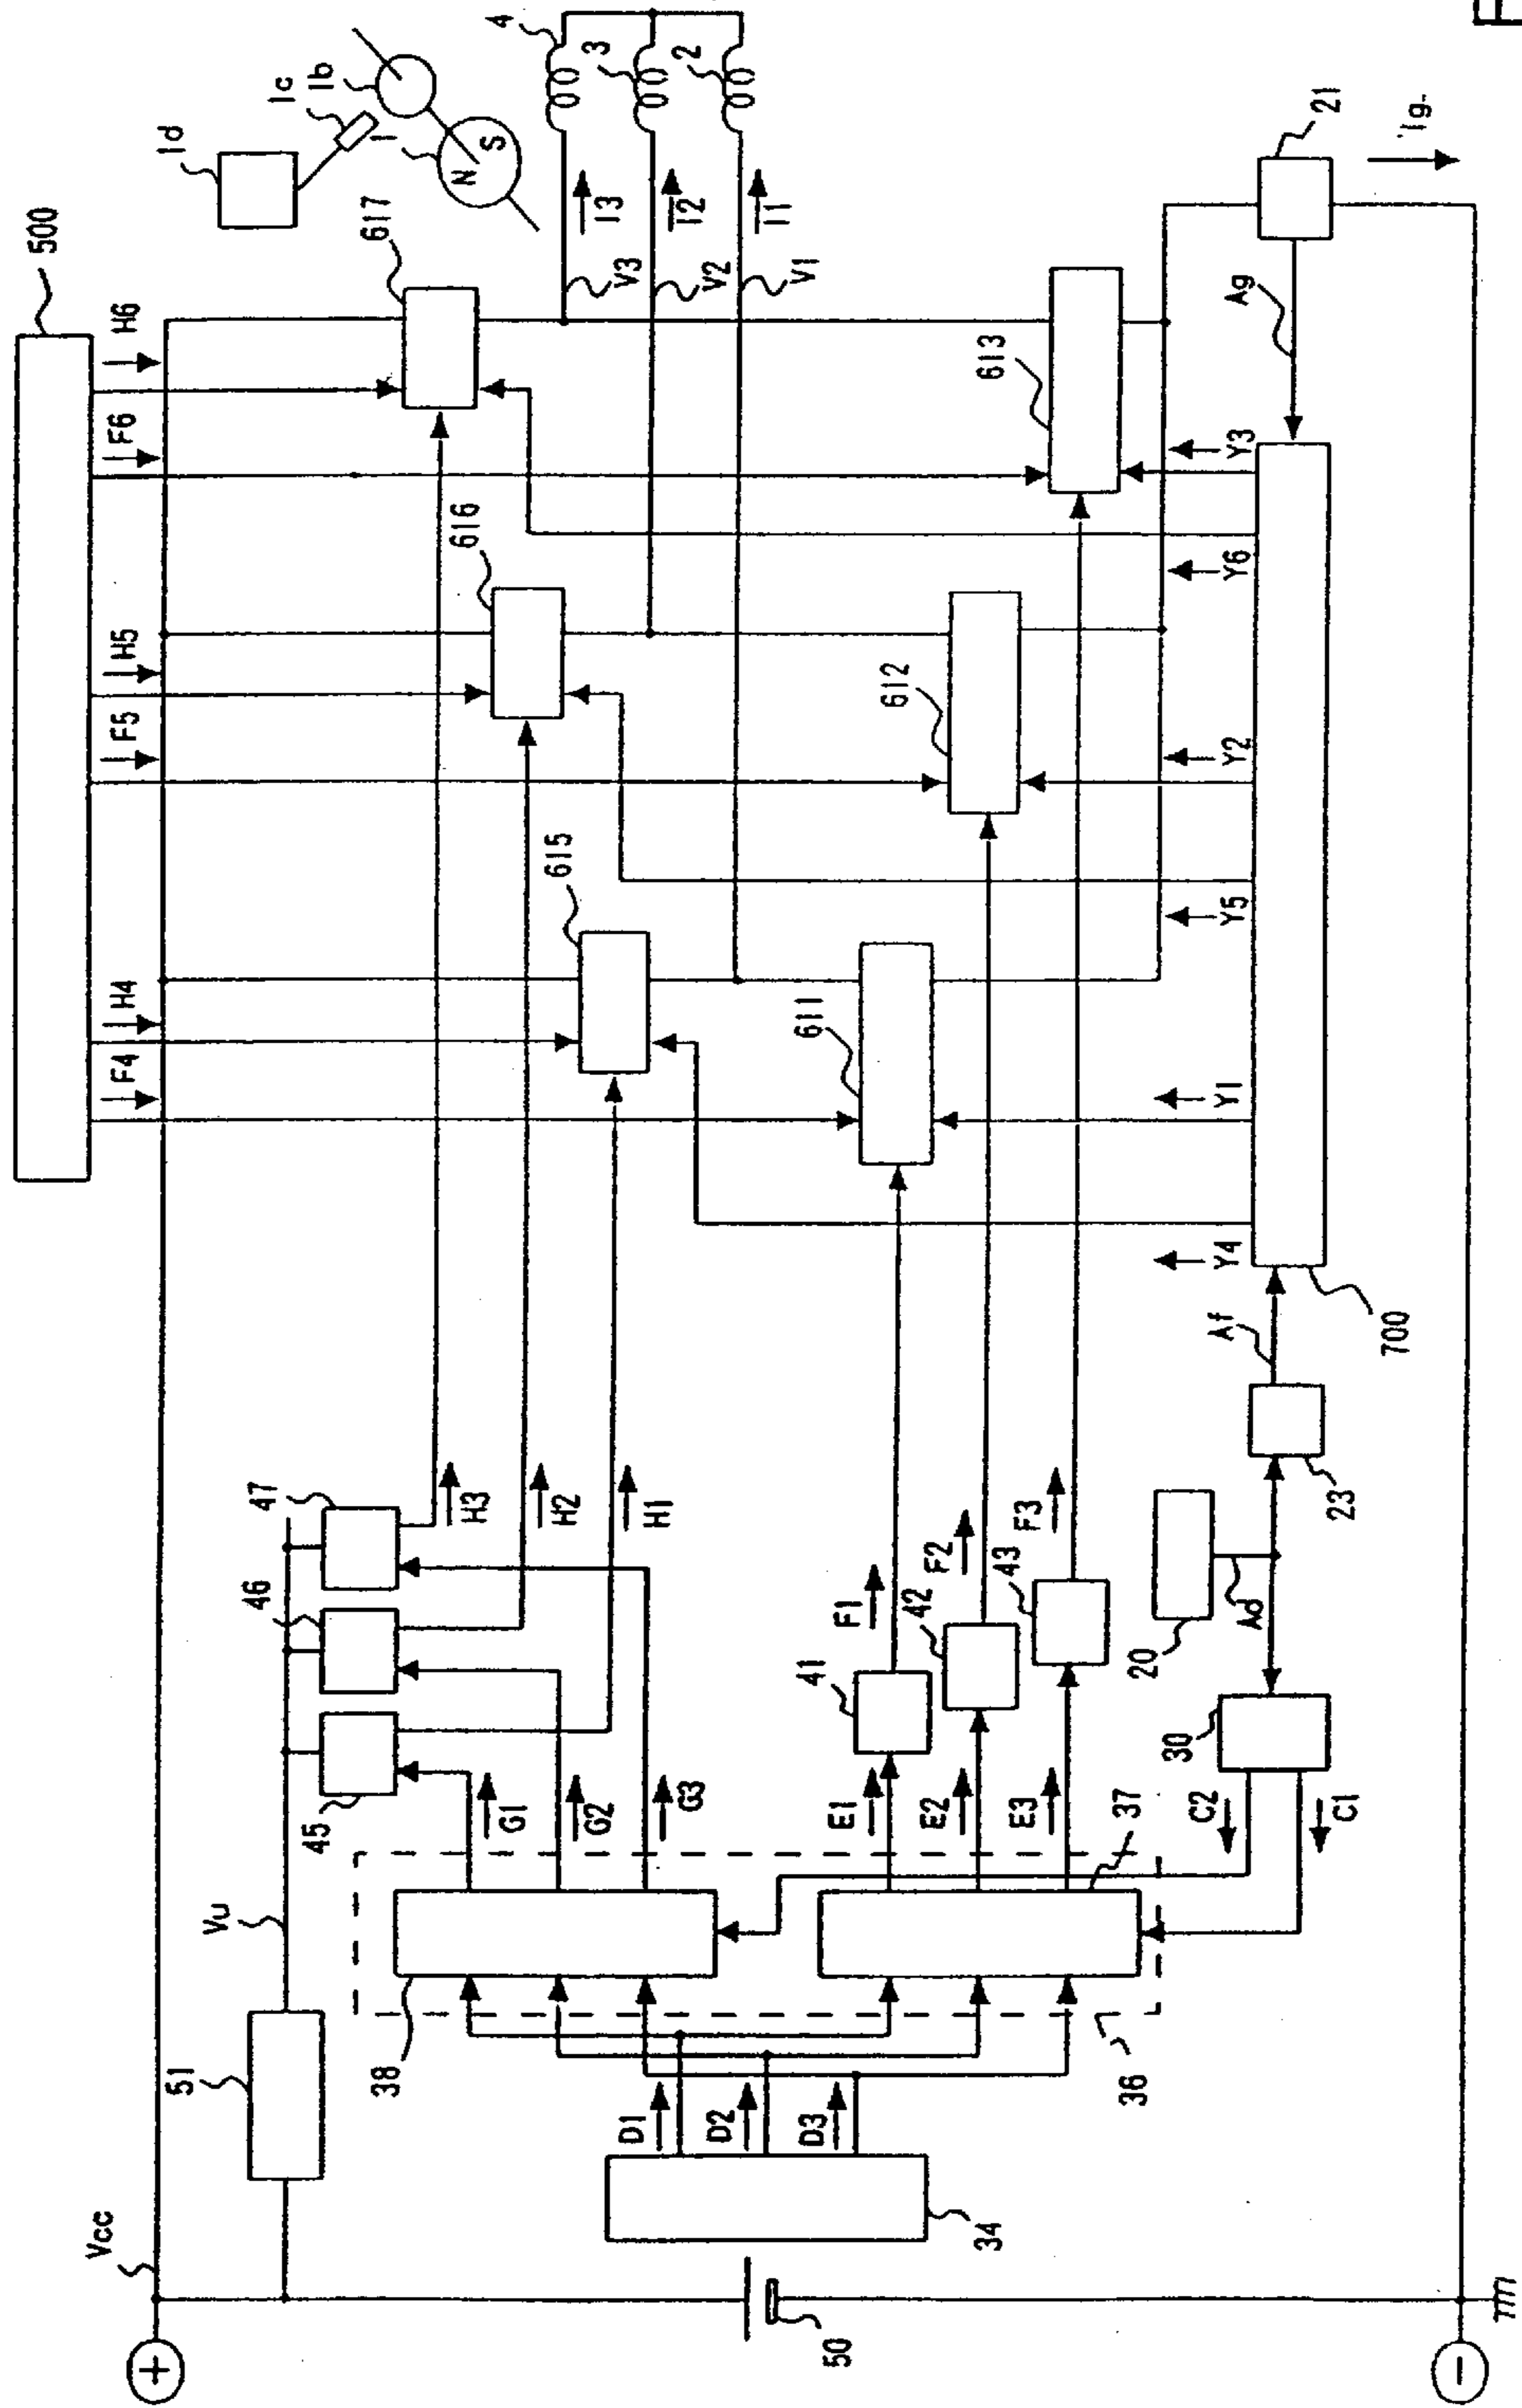 500
F4
H4
F5
H5
F6
H6
1d
1c
1b
1
N
S
617
616
615
4
3
2
I3
I2
I1
V3
V2
V1
613
612
611
Vcc
+
51
Vu
45
46
47
H3
H2
H1
G1
G2
G3
38
D1
D2
D3
34
36
37
E1
E2
E3
41
42
43
F1
F2
F3
50
C2
C1
30
20
Ad
23
Af
700
Y4
Y1
Y5
Y2
Y6
Y3
Ag
21
Ig
-